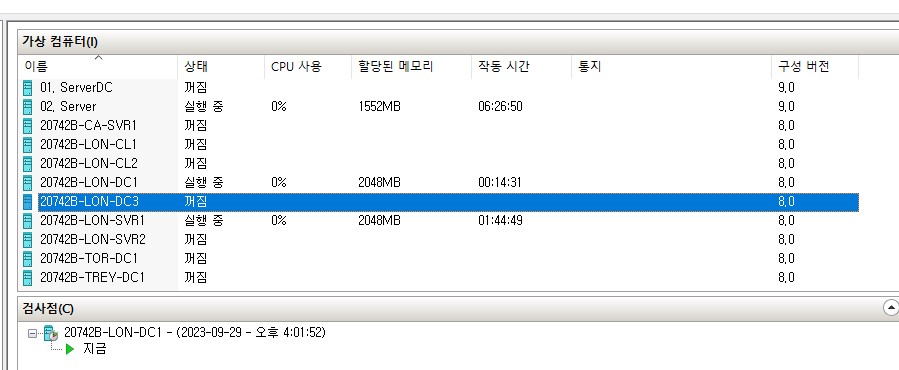 가상 컴퓨터(I)
이름 상태 CPU 사용 할당된 메모리 작동 시간 통지 구성 버전
01. ServerDC 꺼짐 9.0
02. Server 실행 중 0% 1552MB 06:26:50 9.0
20742B-CA-SVR1 꺼짐 8.0
20742B-LON-CL1 꺼짐 8.0
20742B-LON-CL2 꺼짐 8.0
20742B-LON-DC1 실행 중 0% 2048MB 00:14:31 8.0
20742B-LON-DC3 꺼짐 8.0
20742B-LON-SVR1 실행 중 0% 2048MB 01:44:49 8.0
20742B-LON-SVR2 꺼짐 8.0
20742B-TOR-DC1 꺼짐 8.0
20742B-TREY-DC1 꺼짐 8.0
검사점(C)
20742B-LON-DC1 - (2023-09-29 - 오후 4:01:52)
지금